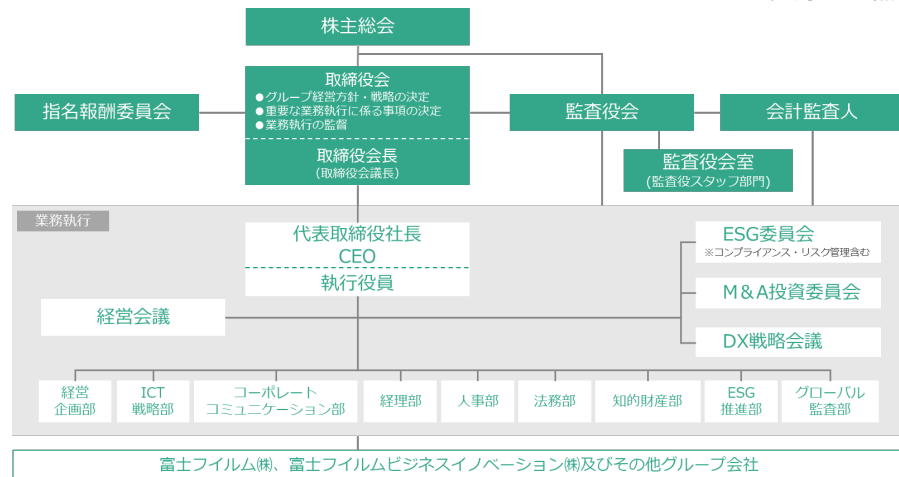 株主総会
取締役会
●グループ経営方針・戦略の決定
●重要な業務執行に係る事項の決定
●業務執行の監督
取締役会長
(取締役会議長)
指名報酬委員会
監査役会
会計監査人
監査役会室
(監査役スタッフ部門)
業務執行
代表取締役社長
CEO
執行役員
ESG委員会
※コンプライアンス・リスク管理含む
M&A投資委員会
DX戦略会議
経営会議
経営
企画部
ICT
戦略部
コーポレート
コミュニケーション部
経理部
人事部
法務部
知的財産部
ESG
推進部
グローバル
監査部
富士フイルム㈱、富士フイルムビジネスイノベーション㈱及びその他グループ会社